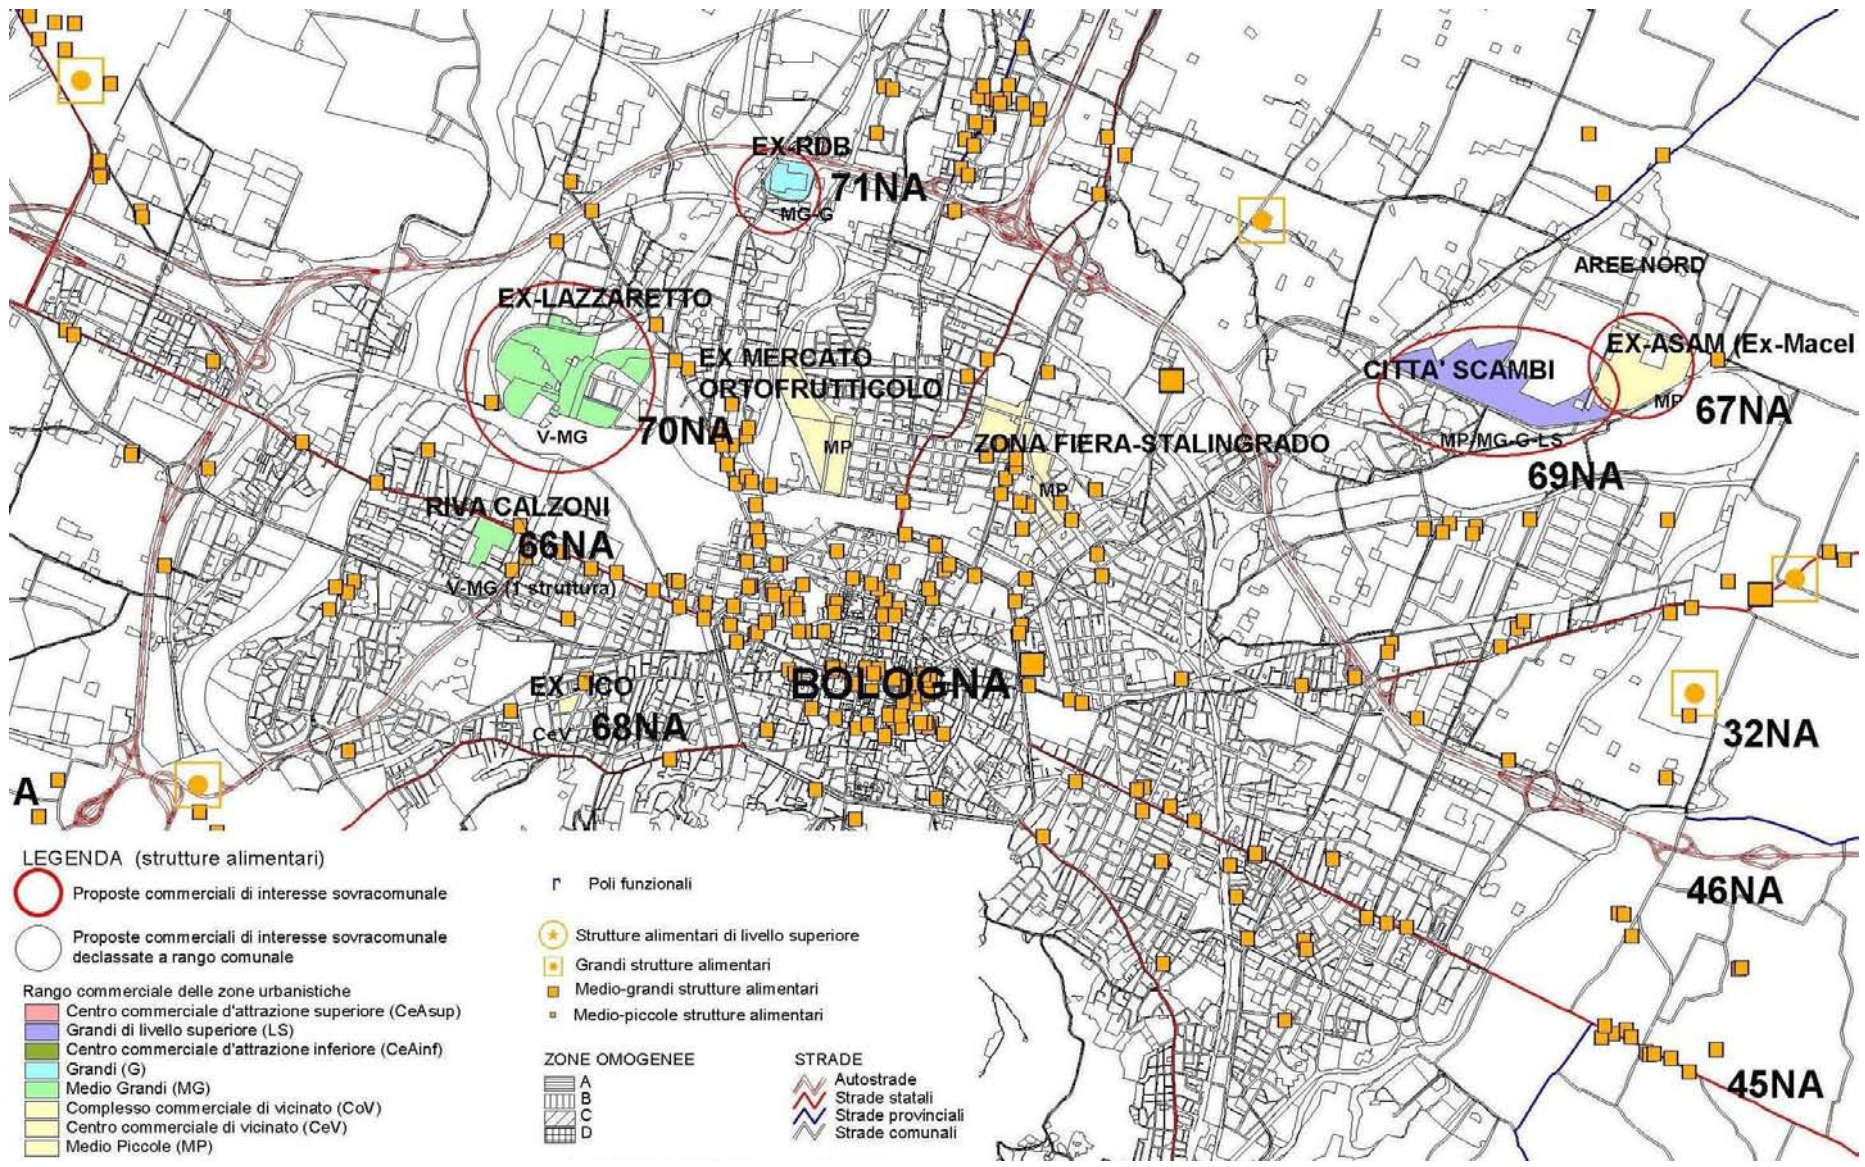 EX-RDB
71NA
MG-G
AREE NORD
EX-LAZZARETTO
EX MERCATO
ORTOFRUTTICOLO
EX-ASAM (Ex-Macel
CITTA' SCAMBI
MP
67NA
V-MG
70NA
MP
ZONA FIERA-STALINGRADO
MP-MG-G-LS
69NA
MP
RIVA CALZONI
66NA
V-MG (1 struttura)
BOLOGNA
EX ICO
CeV
68NA
32NA
A
46NA
45NA
LEGENDA (strutture alimentari)
Proposte commerciali di interesse sovracomunale
Proposte commerciali di interesse sovracomunale
declassate a rango comunale
Rango commerciale delle zone urbanistiche
Centro commerciale d'attrazione superiore (CeAsup)
Grandi di livello superiore (LS)
Centro commerciale d'attrazione inferiore (CeAinf)
Grandi (G)
Medio Grandi (MG)
Complesso commerciale di vicinato (CoV)
Centro commerciale di vicinato (CeV)
Medio Piccole (MP)
Poli funzionali
Strutture alimentari di livello superiore
Grandi strutture alimentari
Medio-grandi strutture alimentari
Medio-piccole strutture alimentari
ZONE OMOGENEE
A
B
C
D
STRADE
Autostrade
Strade statali
Strade provinciali
Strade comunali